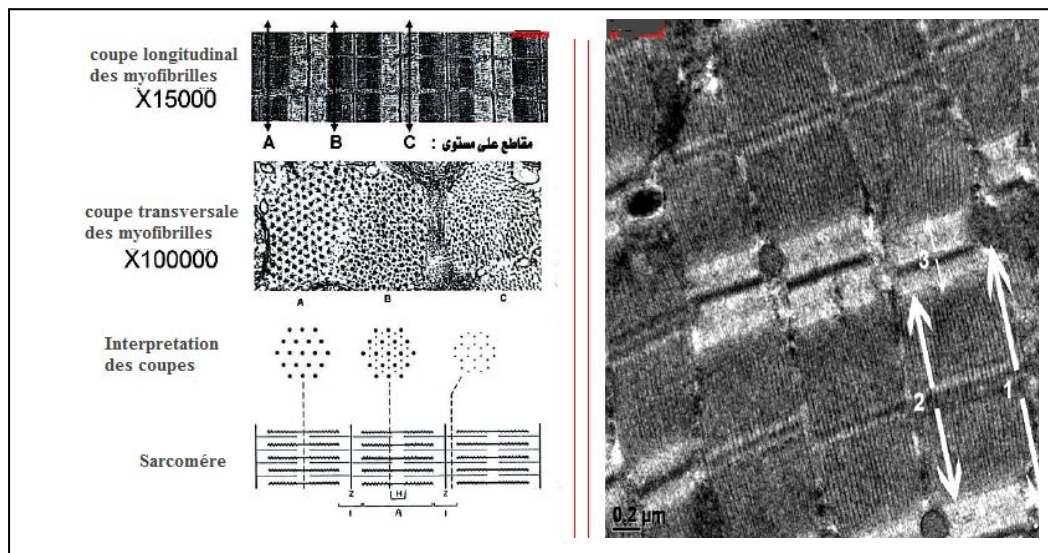 coupe longitudinal
des myofibrilles
X15000
A B C مقاطع على مستوى :
coupe transversale
des myofibrilles
X100000
A B C
Interpretation
des coupes
Sarcomére
Z H Z
I A I
3
2
1
0.2 µm